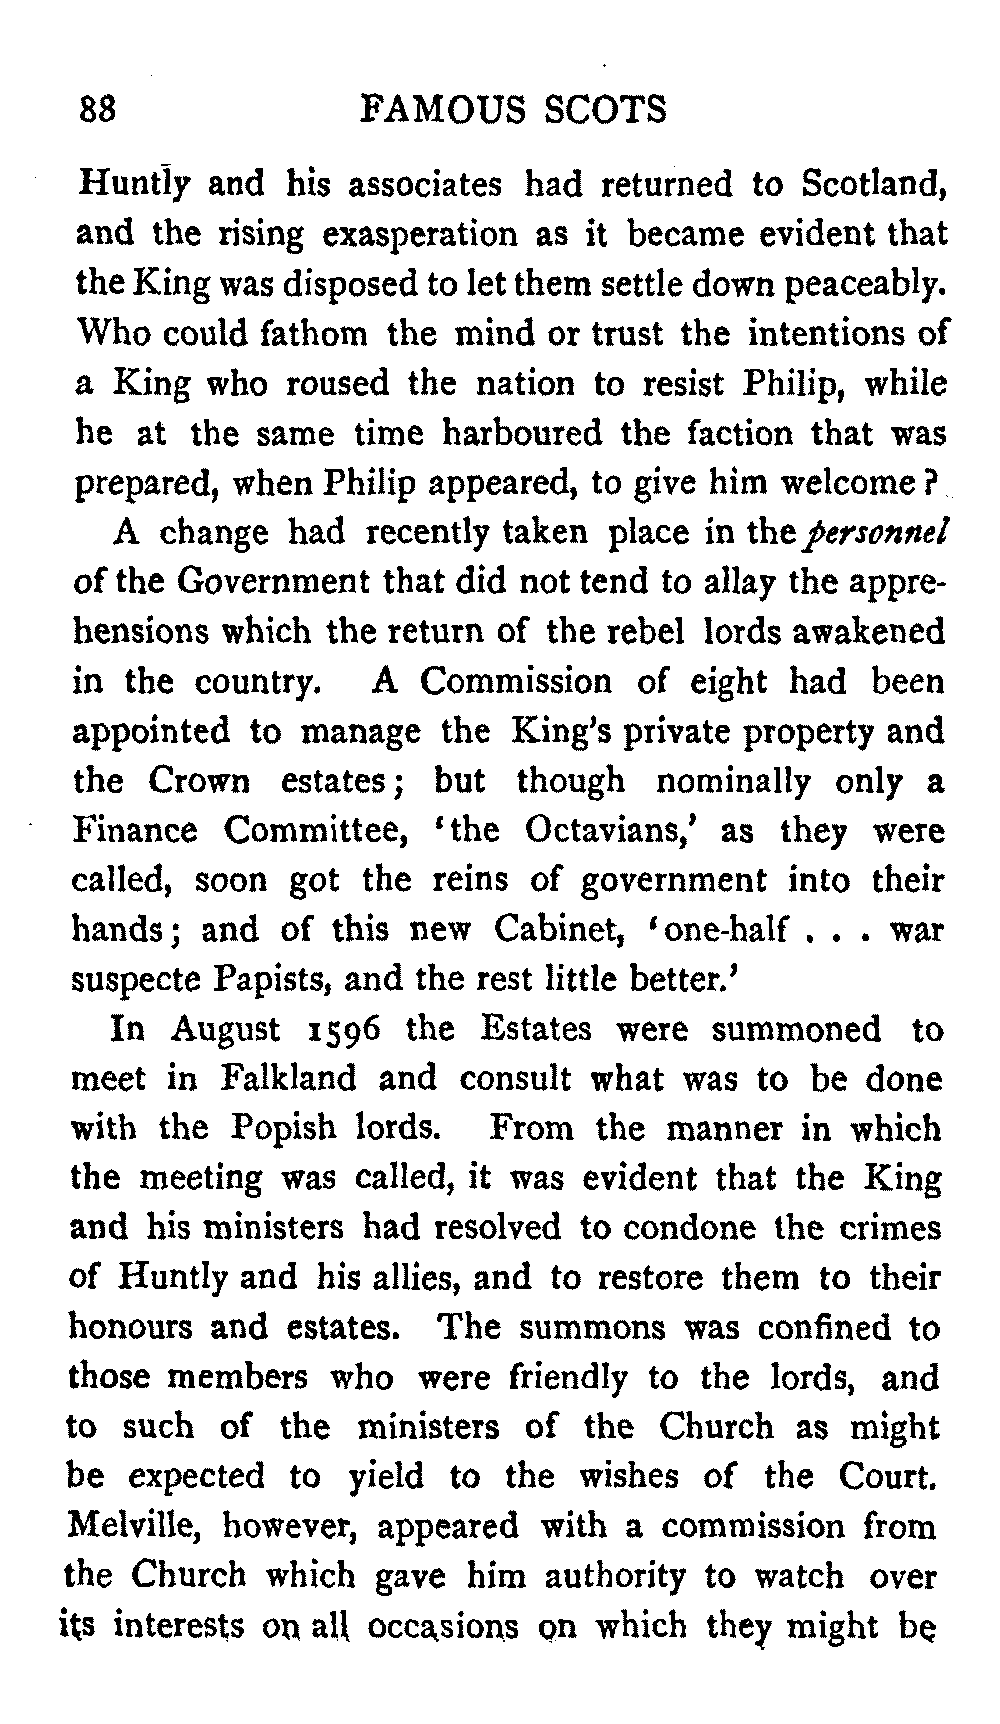 88 FAMOUS SCOTS
Huntly and his associates had returned to Scotland,
and the rising exasperation as it became evident that
the King was disposed to let them settle down peaceably.
Who could fathom the mind or trust the intentions of
a King who roused the nation to resist Philip, while
he at the same time harboured the faction that was
prepared, when Philip appeared, to give him welcome?
A change had recently taken place in the personnel
of the Government that did not tend to allay the appre-
hensions which the return of the rebel lords awakened
in the country. A Commission of eight had been
appointed to manage the King's private property and
the Crown estates; but though nominally only a
Finance Committee, 'the Octavians,' as they were
called, soon got the reins of government into their
hands; and of this new Cabinet, 'one-half . . . war
suspecte Papists, and the rest little better.'
In August 1596 the Estates were summoned to
meet in Falkland and consult what was to be done
with the Popish lords. From the manner in which
the meeting was called, it was evident that the King
and his ministers had resolved to condone the crimes
of Huntly and his allies, and to restore them to their
honours and estates. The summons was confined to
those members who were friendly to the lords, and
to such of the ministers of the Church as might
be expected to yield to the wishes of the Court.
Melville, however, appeared with a commission from
the Church which gave him authority to watch over
its interests on all occasions on which they might be